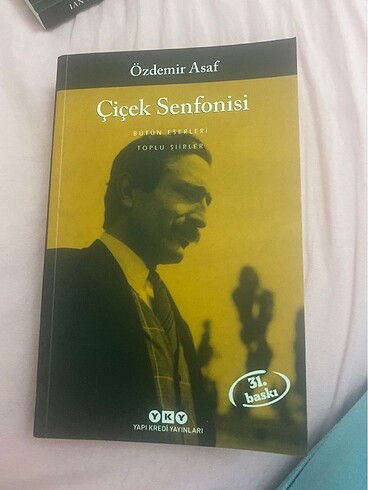 Özdemir Asaf
Çiçek Senfonisi
BÜTÜN ESERLERİ
TOPLU ŞİİRLER
31.
baskı
YKY
YAPI KREDİ YAYINLARI